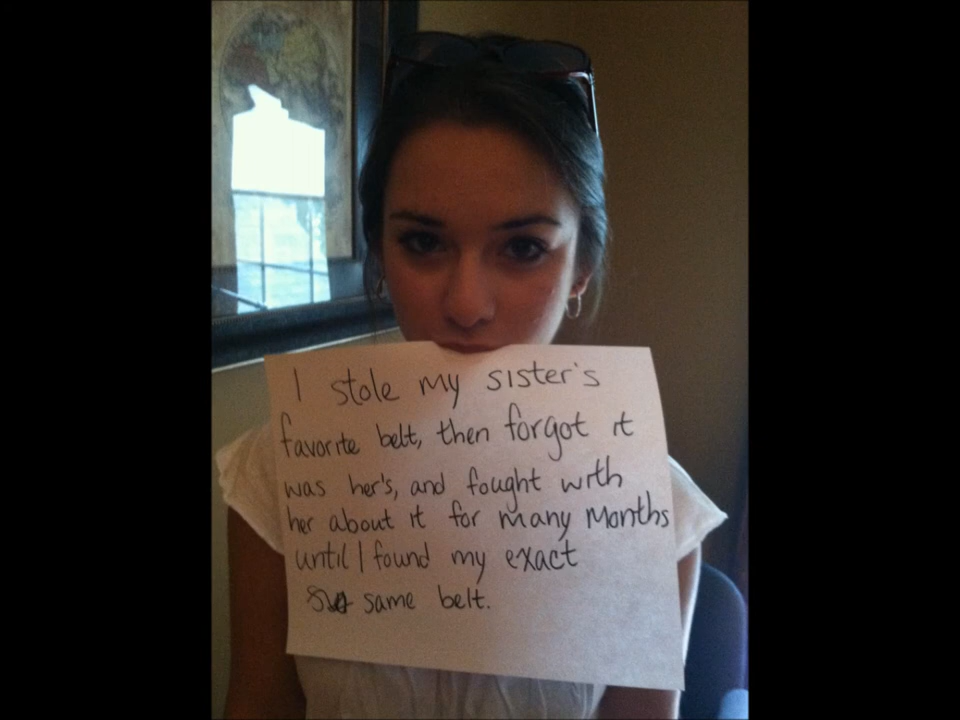 I stole my sister's
favorite belt, then forgot it
was her's, and fought with
her about it for many Months
until I found my exact
same belt.